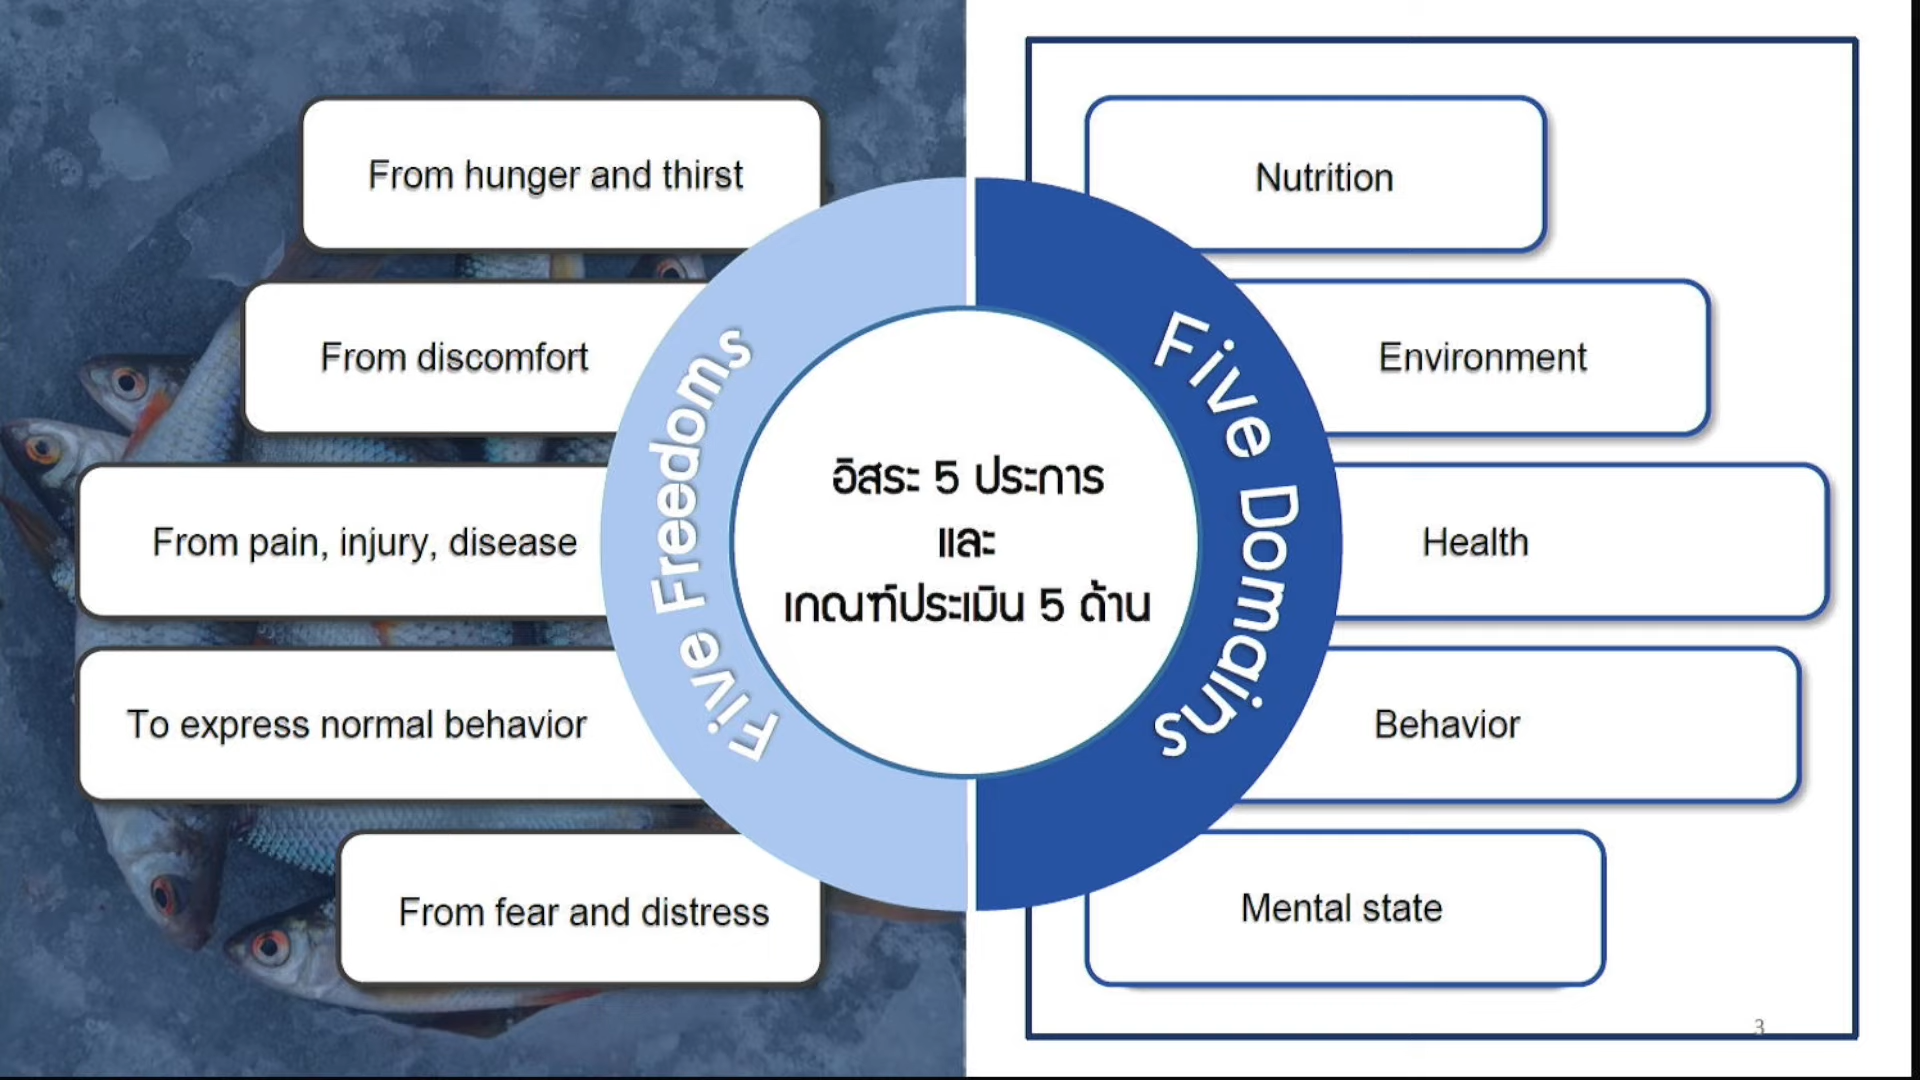 From hunger and thirst
From discomfort
From pain, injury, disease
To express normal behavior
From fear and distress
Five Freedoms
อิสระ 5 ประการ
และ
เกณฑ์ประเมิน 5 ด้าน
Five Domains
Nutrition
Environment
Health
Behavior
Mental state
3